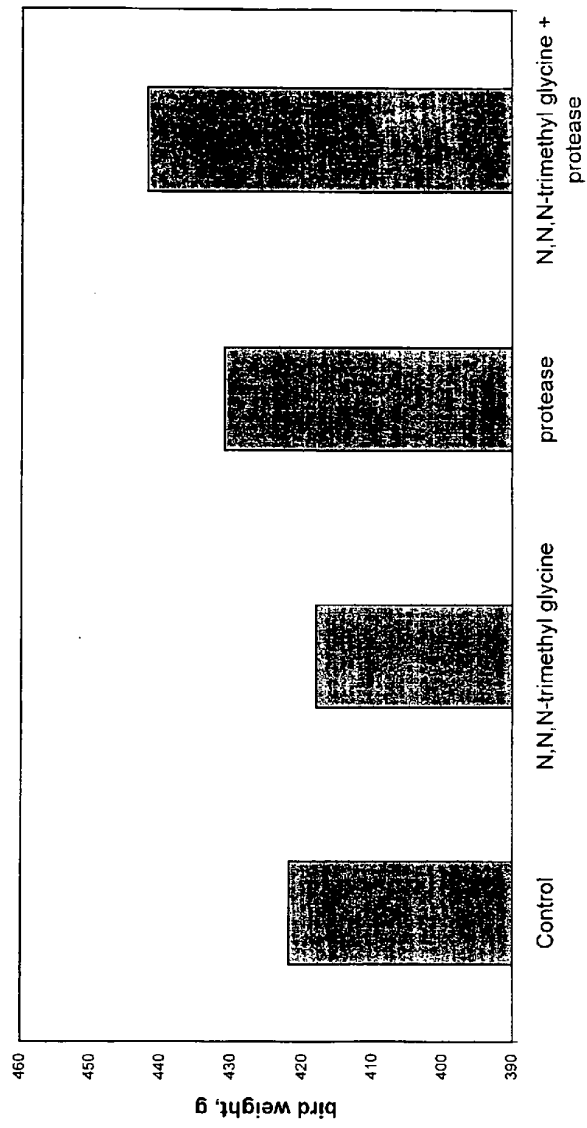 bird weight, g
460
450
440
430
420
410
400
390
Control
N,N,N-trimethyl glycine
protease
N,N,N-trimethyl glycine +
protease